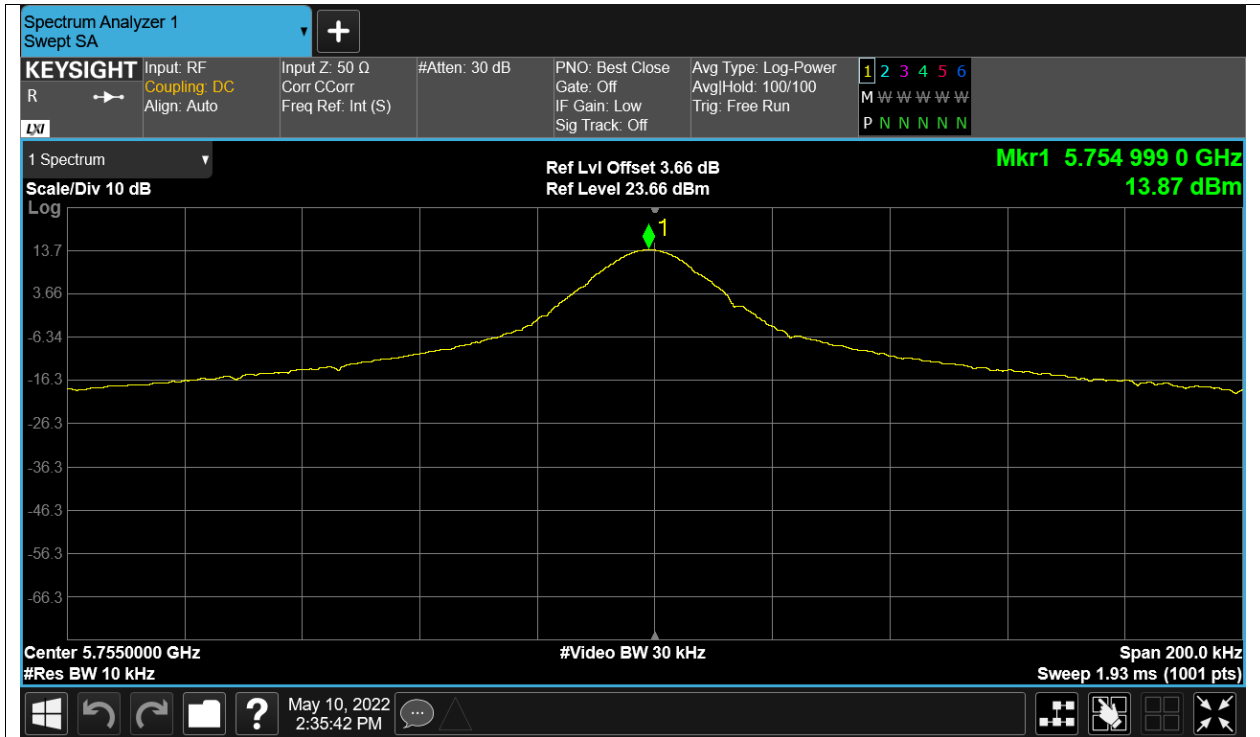 Spectrum Analyzer 1
Swept SA
KEYSIGHT
R
LXI
Input: RF
Coupling: DC
Align: Auto
Input Z: 50 Ω
Corr CCorr
Freq Ref: Int (S)
#Atten: 30 dB
PNO: Best Close
Gate: Off
IF Gain: Low
Sig Track: Off
Avg Type: Log-Power
Avg|Hold: 100/100
Trig: Free Run
1 2 3 4 5 6
M W W W W W
P N N N N N
1 Spectrum
Scale/Div 10 dB
Log
Ref Lvl Offset 3.66 dB
Ref Level 23.66 dBm
Mkr1 5.754 999 0 GHz
13.87 dBm
1
13.7
3.66
-6.34
-16.3
-26.3
-36.3
-46.3
-56.3
-66.3
Center 5.7550000 GHz
#Res BW 10 kHz
#Video BW 30 kHz
Span 200.0 kHz
Sweep 1.93 ms (1001 pts)
?
May 10, 2022
2:35:42 PM